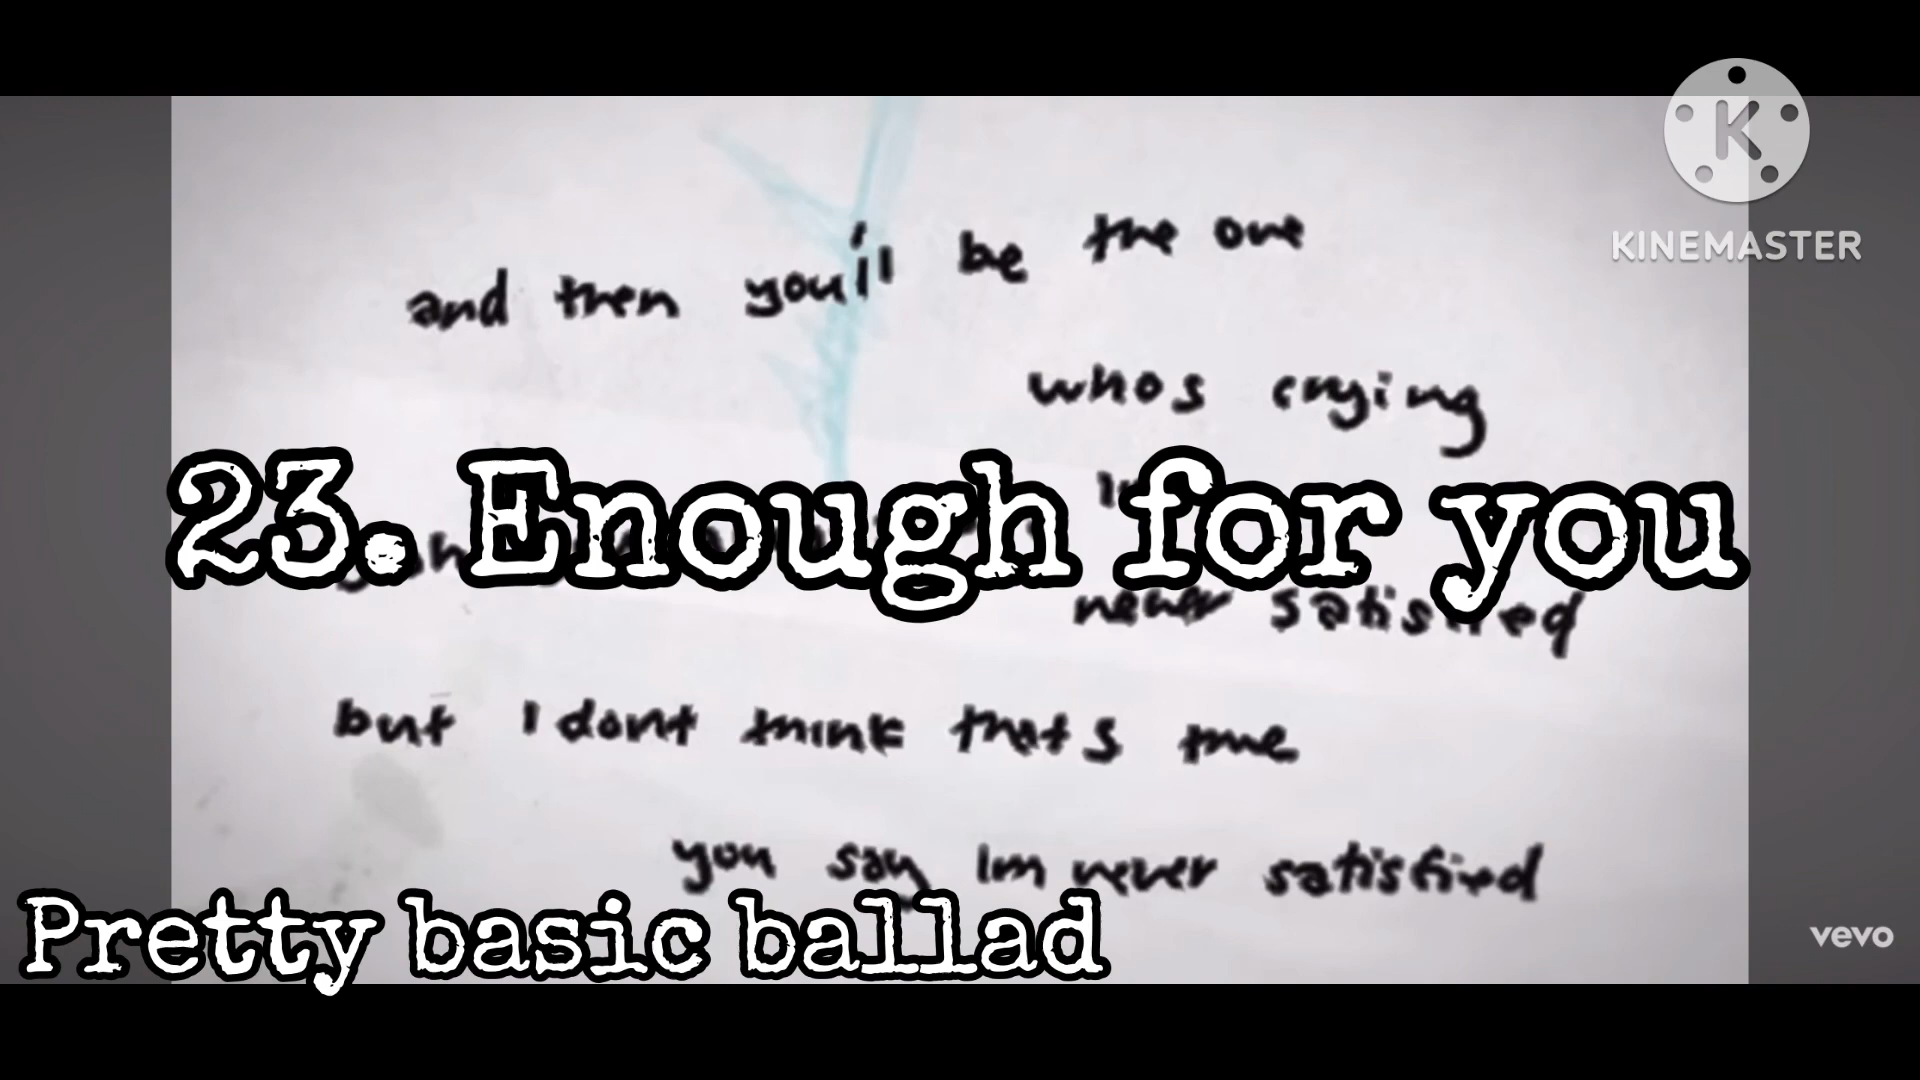 KINEMASTER
and then you'll be the one
whos crying
23. Enough for you
never satisfied
but I dont think thats true
you say im never satisfied
Pretty basic ballad
vevo